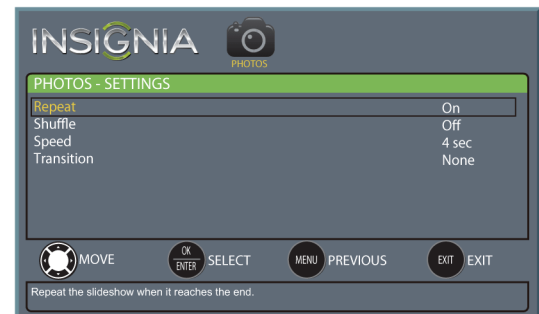 INSIGNIA
PHOTOS
PHOTOS - SETTINGS
Repeat On
Shuffle Off
Speed 4 sec
Transition None
MOVE OK ENTER SELECT MENU PREVIOUS EXIT EXIT
Repeat the slideshow when it reaches the end.